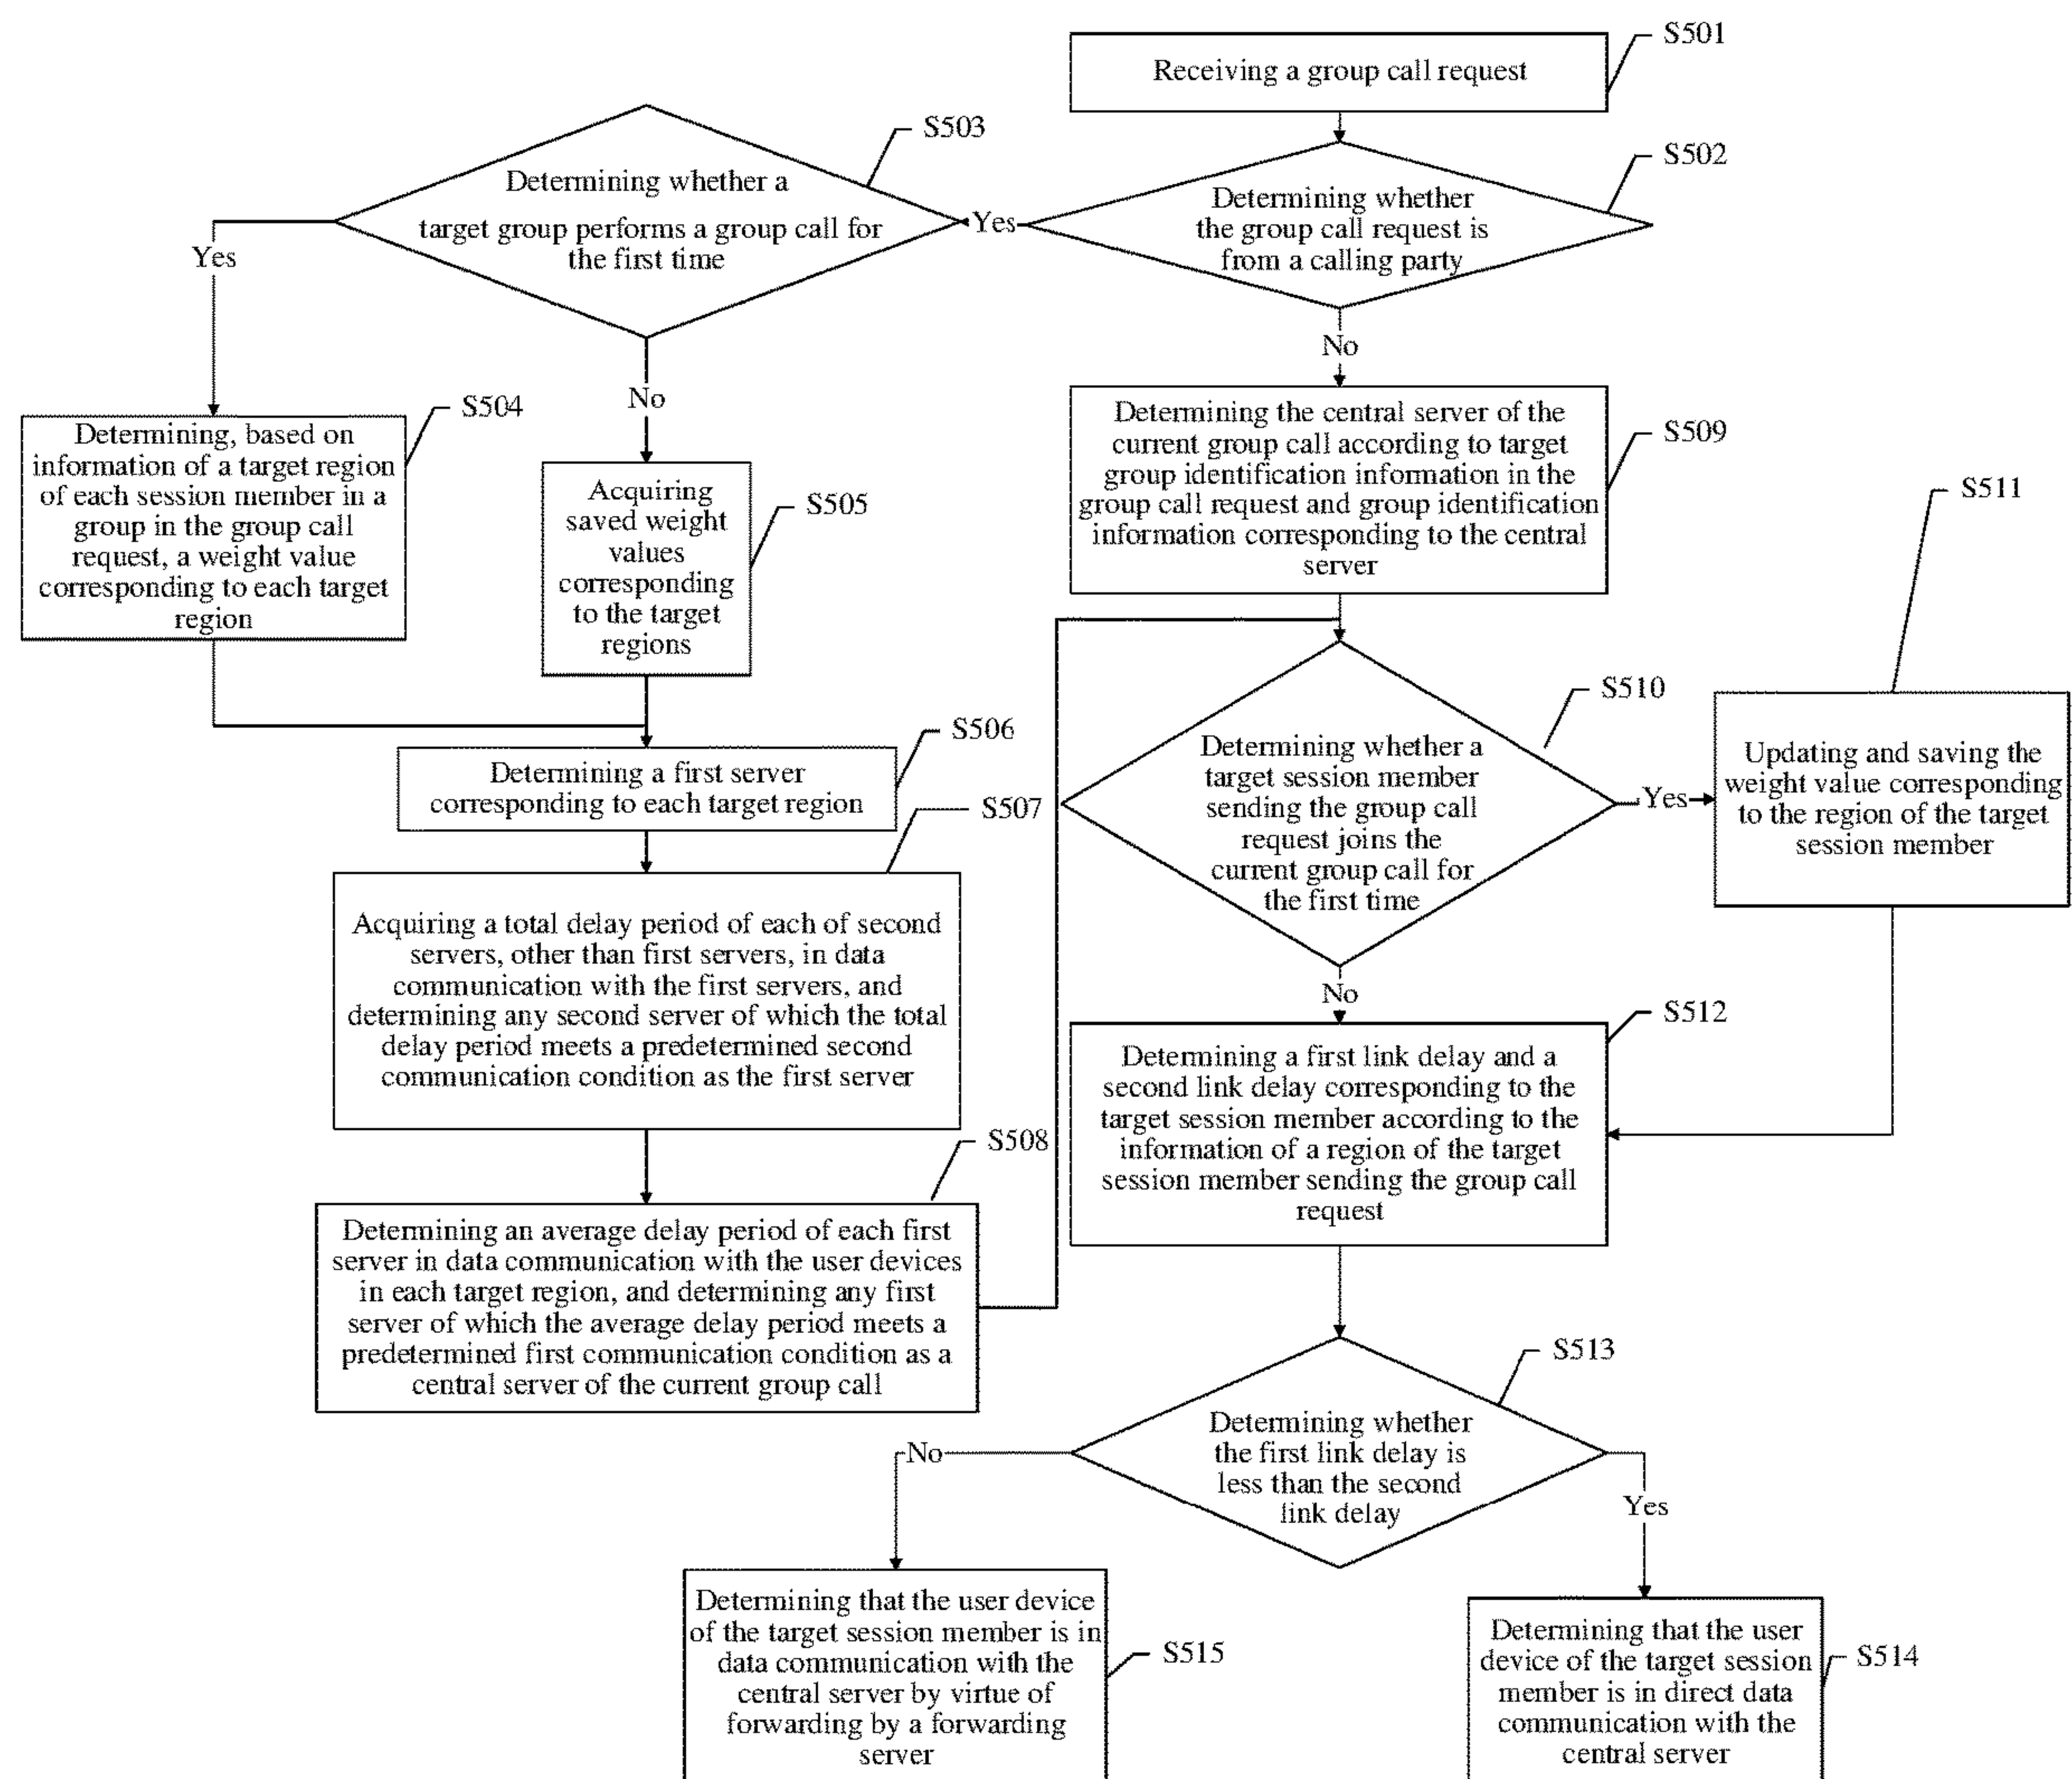 S501
Receiving a group call request
S502
Determining whether
the group call request is
from a calling party
Yes
No
S503
Determining whether a
target group performs a group call for
the first time
Yes
No
S504
Determining, based on
information of a target region
of each session member in a
group in the group call
request, a weight value
corresponding to each target
region
S505
Acquiring
saved weight
values
corresponding
to the target
regions
S506
Determining a first server
corresponding to each target region
S507
Acquiring a total delay period of each of second
servers, other than first servers, in data
communication with the first servers, and
determining any second server of which the total
delay period meets a predetermined second
communication condition as the first server
S508
Determining an average delay period of each first
server in data communication with the user devices
in each target region, and determining any first
server of which the average delay period meets a
predetermined first communication condition as a
central server of the current group call
S509
Determining the central server of the
current group call according to target
group identification information in the
group call request and group identification
information corresponding to the central
server
S510
Determining whether a
target session member
sending the group call
request joins the
current group call for
the first time
Yes
No
S511
Updating and saving the
weight value corresponding
to the region of the target
session member
S512
Determining a first link delay and a
second link delay corresponding to the
target session member according to the
information of a region of the target
session member sending the group call
request
S513
Determining whether
the first link delay is
less than the second
link delay
No
Yes
S515
Determining that the user device
of the target session member is in
data communication with the
central server by virtue of
forwarding by a forwarding
server
S514
Determining that the user
device of the target session
member is in direct data
communication with the
central server